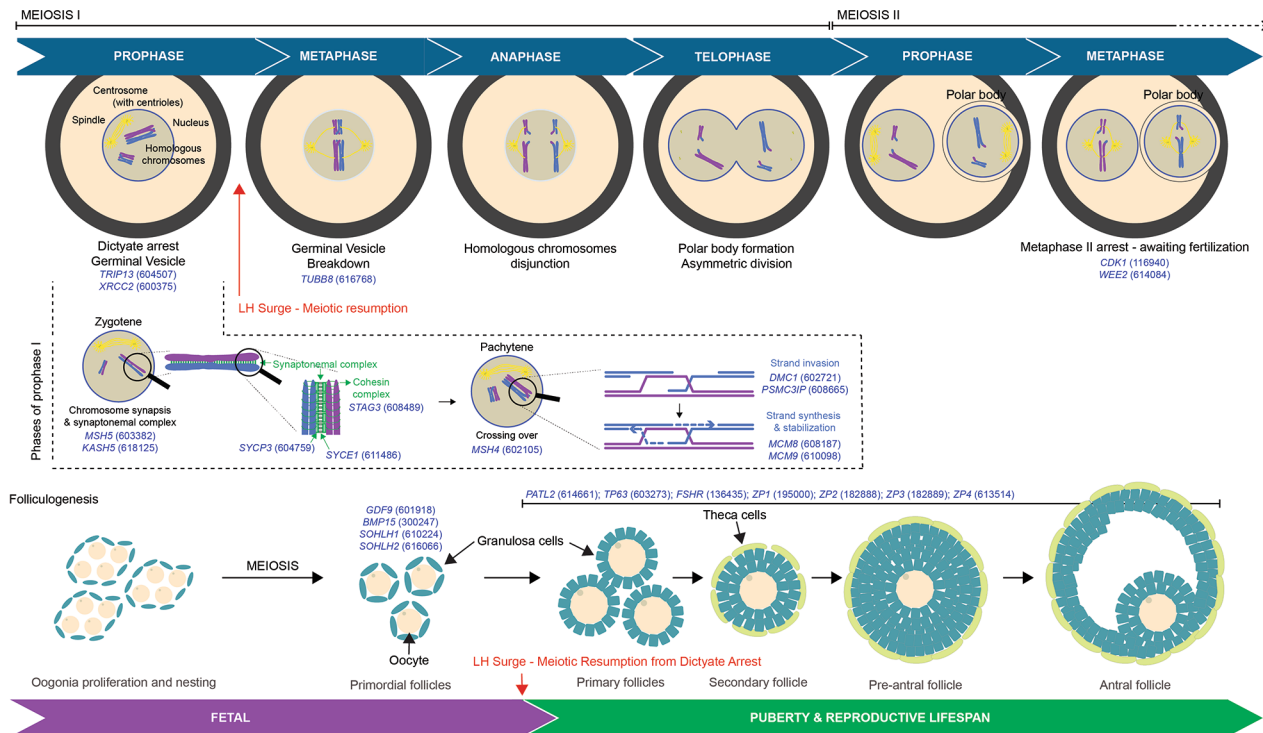 MEIOSIS I
MEIOSIS II
PROPHASE
METAPHASE
ANAPHASE
TELOPHASE
PROPHASE
METAPHASE
Centrosome
(with centrioles)
Spindle
Nucleus
Homologous
chromosomes
Polar body
Polar body
Dictyate arrest
Germinal Vesicle
TRIP13 (604507)
XRCC2 (600375)
Germinal Vesicle
Breakdown
TUBB8 (616768)
Homologous chromosomes
disjunction
Polar body formation
Asymmetric division
Metaphase II arrest - awaiting fertilization
CDK1 (116940)
WEE2 (614084)
LH Surge - Meiotic resumption
Phases of prophase I
Zygotene
Chromosome synapsis
& synaptonemal complex
MSH5 (603382)
KASH5 (618125)
Synaptonemal complex
Cohesin
complex
STAG3 (608489)
SYCP3 (604759)
SYCE1 (611486)
Pachytene
Crossing over
MSH4 (602105)
Strand invasion
DMC1 (602721)
PSMC3IP (608665)
Strand synthesis
& stabilization
MCM8 (608187)
MCM9 (610098)
Folliculogenesis
PATL2 (614661); TP63 (603273); FSHR (136435); ZP1 (195000); ZP2 (182888); ZP3 (182889); ZP4 (613514)
GDF9 (601918)
BMP15 (300247)
SOHLH1 (610224)
SOHLH2 (616066)
Granulosa cells
Theca cells
MEIOSIS
Oocyte
LH Surge - Meiotic Resumption from Dictyate Arrest
Oogonia proliferation and nesting
Primordial follicles
Primary follicles
Secondary follicle
Pre-antral follicle
Antral follicle
FETAL
PUBERTY & REPRODUCTIVE LIFESPAN